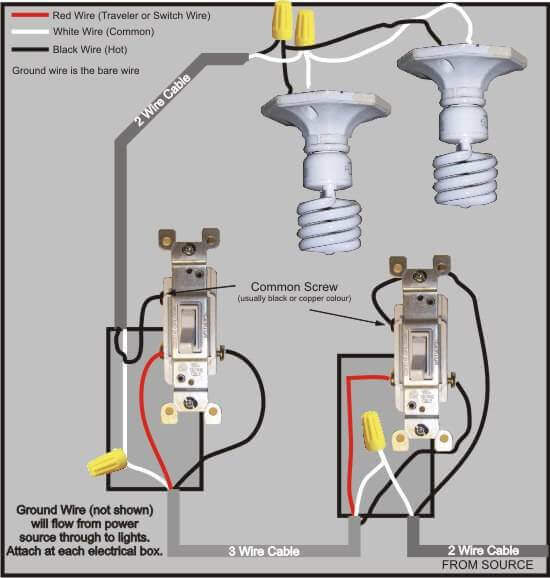 Red Wire (Traveler or Switch Wire)
White Wire (Common)
Black Wire (Hot)
Ground wire is the bare wire
2 Wire Cable
Common Screw
(usually black or copper colour)
Ground Wire (not shown)
will flow from power
source through to lights.
Attach at each electrical box.
3 Wire Cable
2 Wire Cable
FROM SOURCE